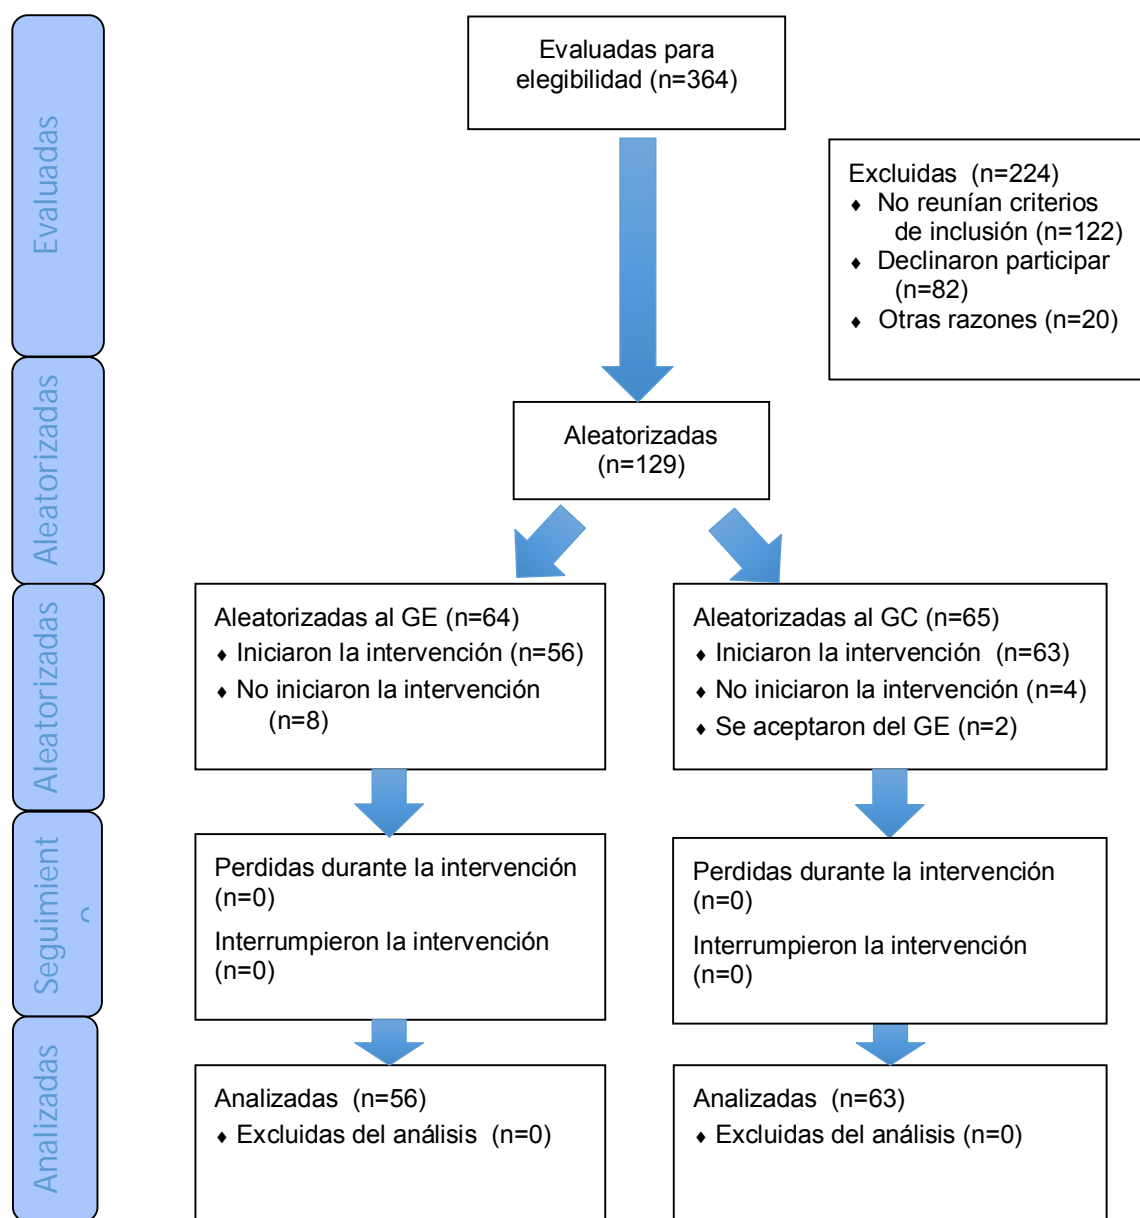 Evaluadas para
elegibilidad (n=364)
Evaluadas
Excluidas (n=224)
♦ No reunían criterios
de inclusión (n=122)
♦ Declinaron participar
(n=82)
♦ Otras razones (n=20)
Aleatorizadas
Aleatorizadas
(n=129)
Aleatorizadas
Aleatorizadas al GE (n=64)
♦ Iniciaron la intervención (n=56)
♦ No iniciaron la intervención
(n=8)
Aleatorizadas al GC (n=65)
♦ Iniciaron la intervención (n=63)
♦ No iniciaron la intervención (n=4)
♦ Se aceptaron del GE (n=2)
Seguimient
Perdidas durante la intervención
(n=0)
Interrumpieron la intervención
(n=0)
Perdidas durante la intervención
(n=0)
Interrumpieron la intervención
(n=0)
Analizadas
Analizadas (n=56)
♦ Excluidas del análisis (n=0)
Analizadas (n=63)
♦ Excluidas del análisis (n=0)